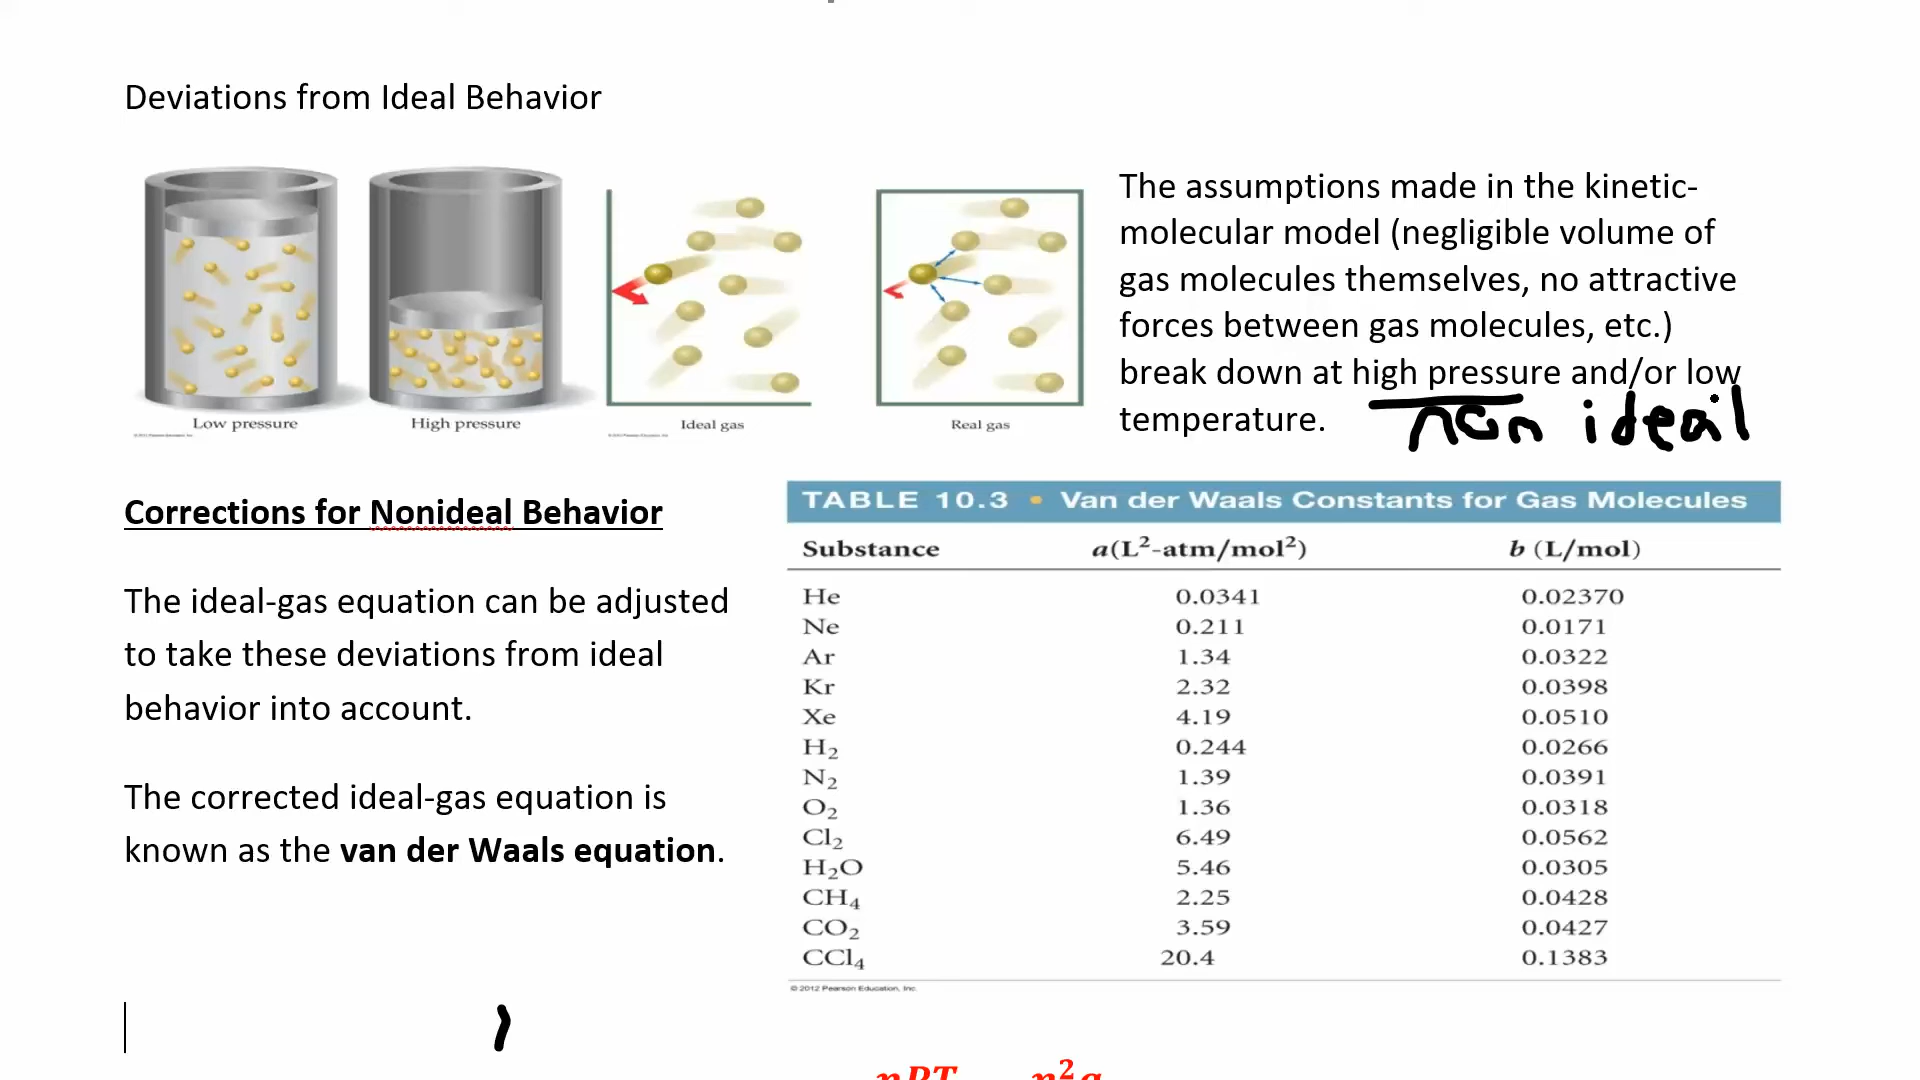 Deviations from Ideal Behavior
Low pressure
High pressure
Ideal gas
Real gas
The assumptions made in the kinetic-
molecular model (negligible volume of
gas molecules themselves, no attractive
forces between gas molecules, etc.)
break down at high pressure and/or low
temperature.
non ideal
Corrections for Nonideal Behavior
The ideal-gas equation can be adjusted
to take these deviations from ideal
behavior into account.
The corrected ideal-gas equation is
known as the van der Waals equation.
TABLE 10.3 • Van der Waals Constants for Gas Molecules
Substance a(L²-atm/mol²) b (L/mol)
He 0.0341 0.02370
Ne 0.211 0.0171
Ar 1.34 0.0322
Kr 2.32 0.0398
Xe 4.19 0.0510
H₂ 0.244 0.0266
N₂ 1.39 0.0391
O₂ 1.36 0.0318
Cl₂ 6.49 0.0562
H₂O 5.46 0.0305
CH₄ 2.25 0.0428
CO₂ 3.59 0.0427
CCl₄ 20.4 0.1383
© 2012 Pearson Education, Inc.
nRT n²a